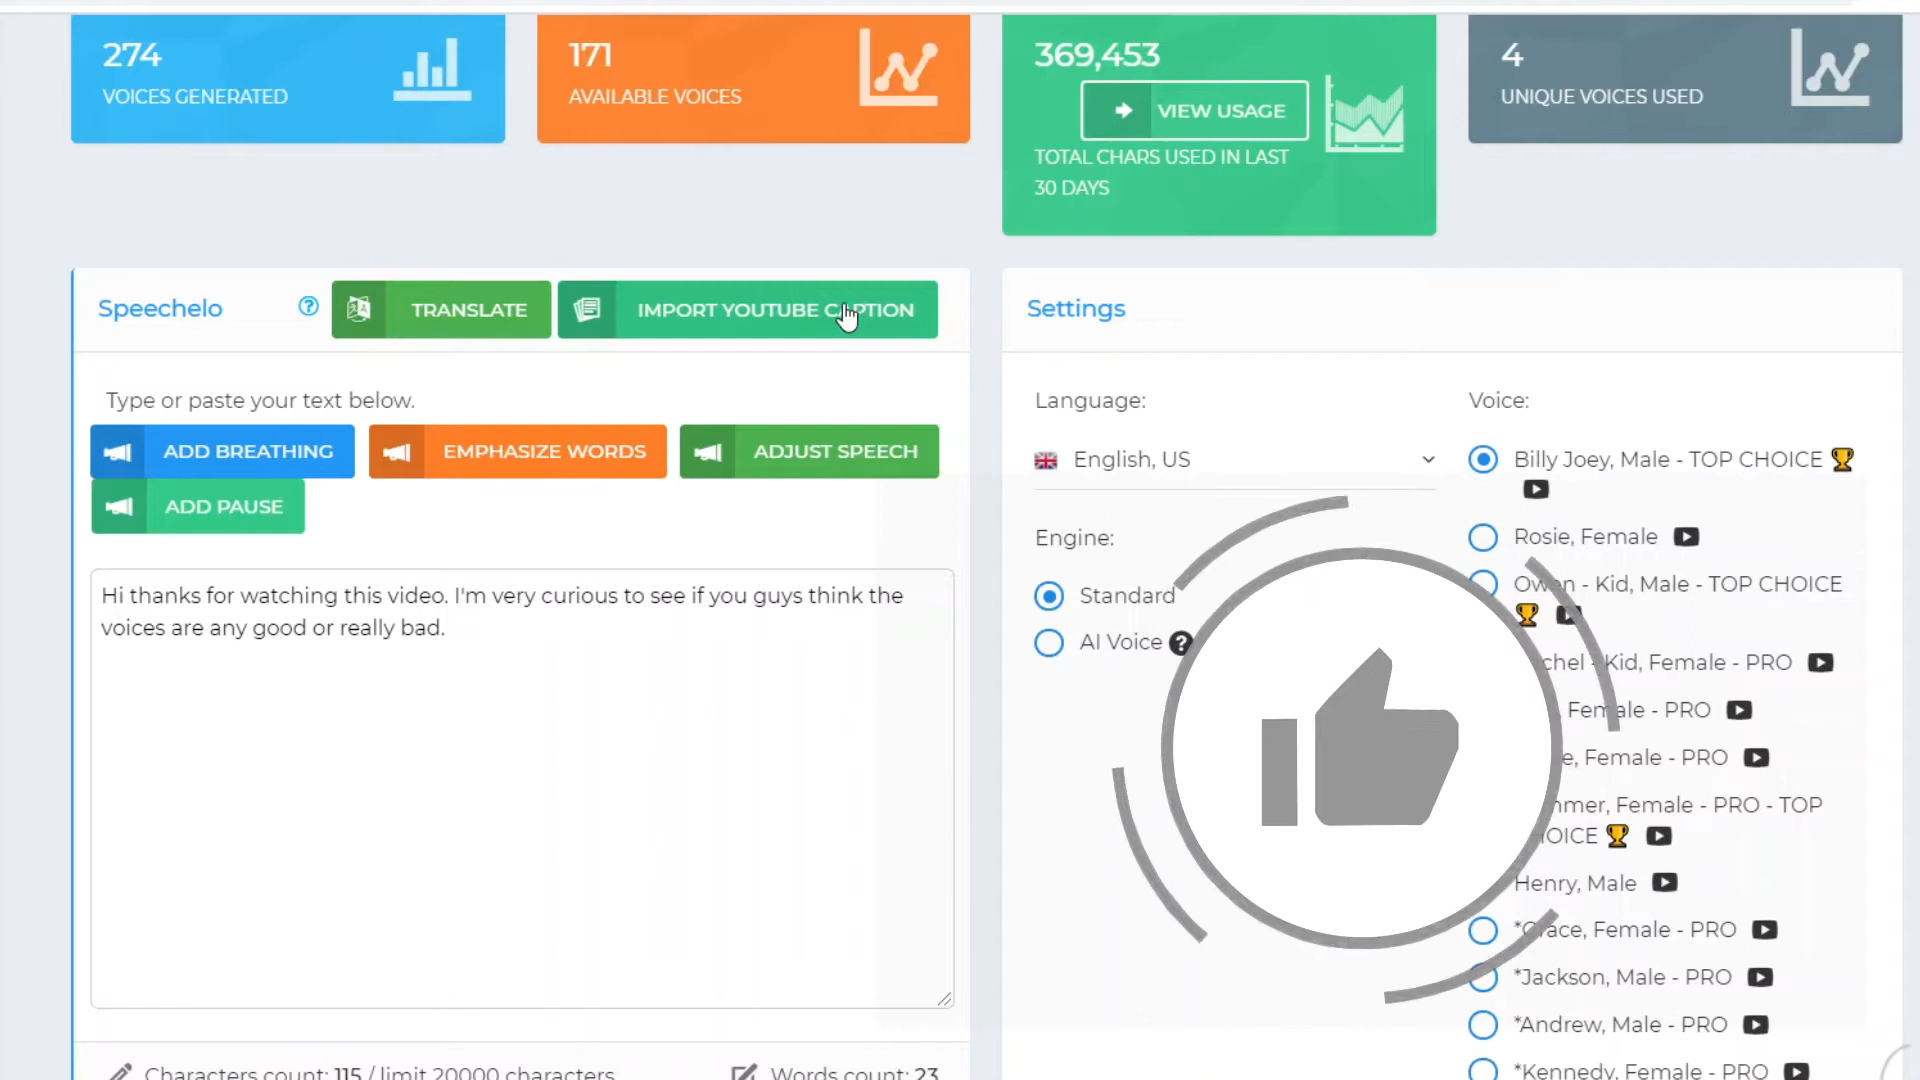 274
VOICES GENERATED
171
AVAILABLE VOICES
369,453
VIEW USAGE
TOTAL CHARS USED IN LAST
30 DAYS
4
UNIQUE VOICES USED
Speechelo
TRANSLATE
IMPORT YOUTUBE CAPTION
Type or paste your text below.
ADD BREATHING
EMPHASIZE WORDS
ADJUST SPEECH
ADD PAUSE
Hi thanks for watching this video. I'm very curious to see if you guys think the
voices are any good or really bad.
Characters count: 115 / limit 20000 characters
Words count: 23
Settings
Language:
English, US
Engine:
Standard
AI Voice
Voice:
Billy Joey, Male - TOP CHOICE
Rosie, Female
Owen - Kid, Male - TOP CHOICE
Kid, Female - PRO
Female - PRO
Female - PRO
Female - PRO - TOP
Henry, Male
*Grace, Female - PRO
*Jackson, Male - PRO
*Andrew, Male - PRO
*Kennedy, Female - PRO